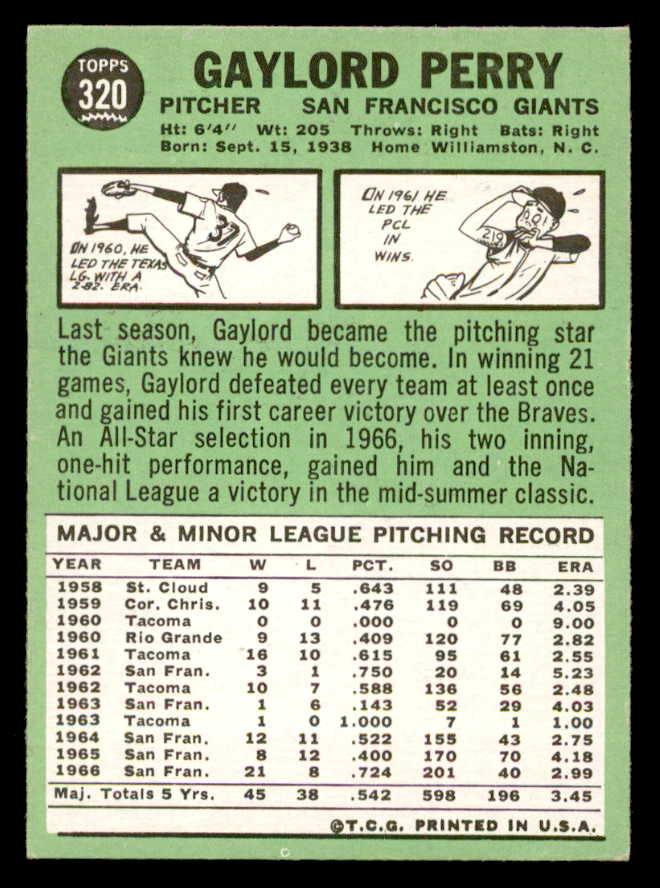 TOPPS
320
GAYLORD PERRY
PITCHER SAN FRANCISCO GIANTS
Ht: 6'4" Wt: 205 Throws: Right Bats: Right
Born: Sept. 15, 1938 Home Williamston, N. C.
IN 1960, HE
LED THE TEXAS
LG. WITH A
2·82. ERA.
37
IN 1961 HE
LED THE
PCL
IN
WINS.
219
Last season, Gaylord became the pitching star
the Giants knew he would become. In winning 21
games, Gaylord defeated every team at least once
and gained his first career victory over the Braves.
An All-Star selection in 1966, his two inning,
one-hit performance, gained him and the Na-
tional League a victory in the mid-summer classic.
MAJOR & MINOR LEAGUE PITCHING RECORD
YEAR TEAM W L PCT. SO BB ERA
1958 St. Cloud 9 5 .643 111 48 2.39
1959 Cor. Chris. 10 11 .476 119 69 4.05
1960 Tacoma 0 0 .000 0 0 9.00
1960 Rio Grande 9 13 .409 120 77 2.82
1961 Tacoma 16 10 .615 95 61 2.55
1962 San Fran. 3 1 .750 20 14 5.23
1962 Tacoma 10 7 .588 136 56 2.48
1963 San Fran. 1 6 .143 52 29 4.03
1963 Tacoma 1 0 1.000 7 1 1.00
1964 San Fran. 12 11 .522 155 43 2.75
1965 San Fran. 8 12 .400 170 70 4.18
1966 San Fran. 21 8 .724 201 40 2.99
Maj. Totals 5 Yrs. 45 38 .542 598 196 3.45
©T.C.G. PRINTED IN U.S.A.